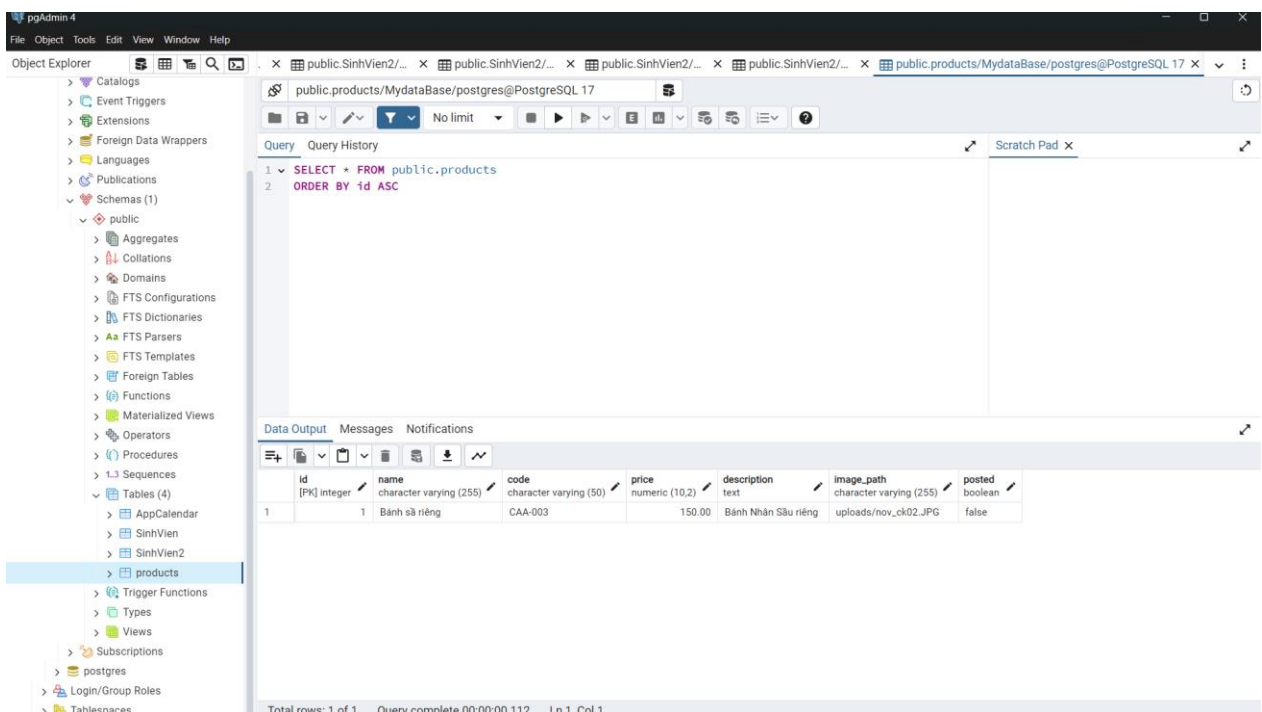 pgAdmin 4
File Object Tools Edit View Window Help
Object Explorer
public.SinhVien2/... public.SinhVien2/... public.SinhVien2/... public.SinhVien2/... public.products/MydataBase/postgres@PostgreSQL 17
Catalogs
Event Triggers
Extensions
Foreign Data Wrappers
Languages
Publications
Schemas (1)
public
Aggregates
Collations
Domains
FTS Configurations
FTS Dictionaries
Aa FTS Parsers
FTS Templates
Foreign Tables
Functions
Materialized Views
Operators
Procedures
1..3 Sequences
Tables (4)
AppCalendar
SinhVien
SinhVien2
products
Trigger Functions
Types
Views
Subscriptions
postgres
Login/Group Roles
Tablespaces
public.products/MydataBase/postgres@PostgreSQL 17
No limit
Query Query History
Scratch Pad
1 SELECT * FROM public.products
2 ORDER BY id ASC
Data Output Messages Notifications
id name code price description image_path posted
[PK] integer character varying (255) character varying (50) numeric (10,2) text character varying (255) boolean
1 1 Bánh sầ riêng CAA-003 150.00 Bánh Nhân Sầu riêng uploads/nov_ck02.JPG false
Total rows: 1 of 1 Query complete 00:00:00.112 Ln 1, Col 1